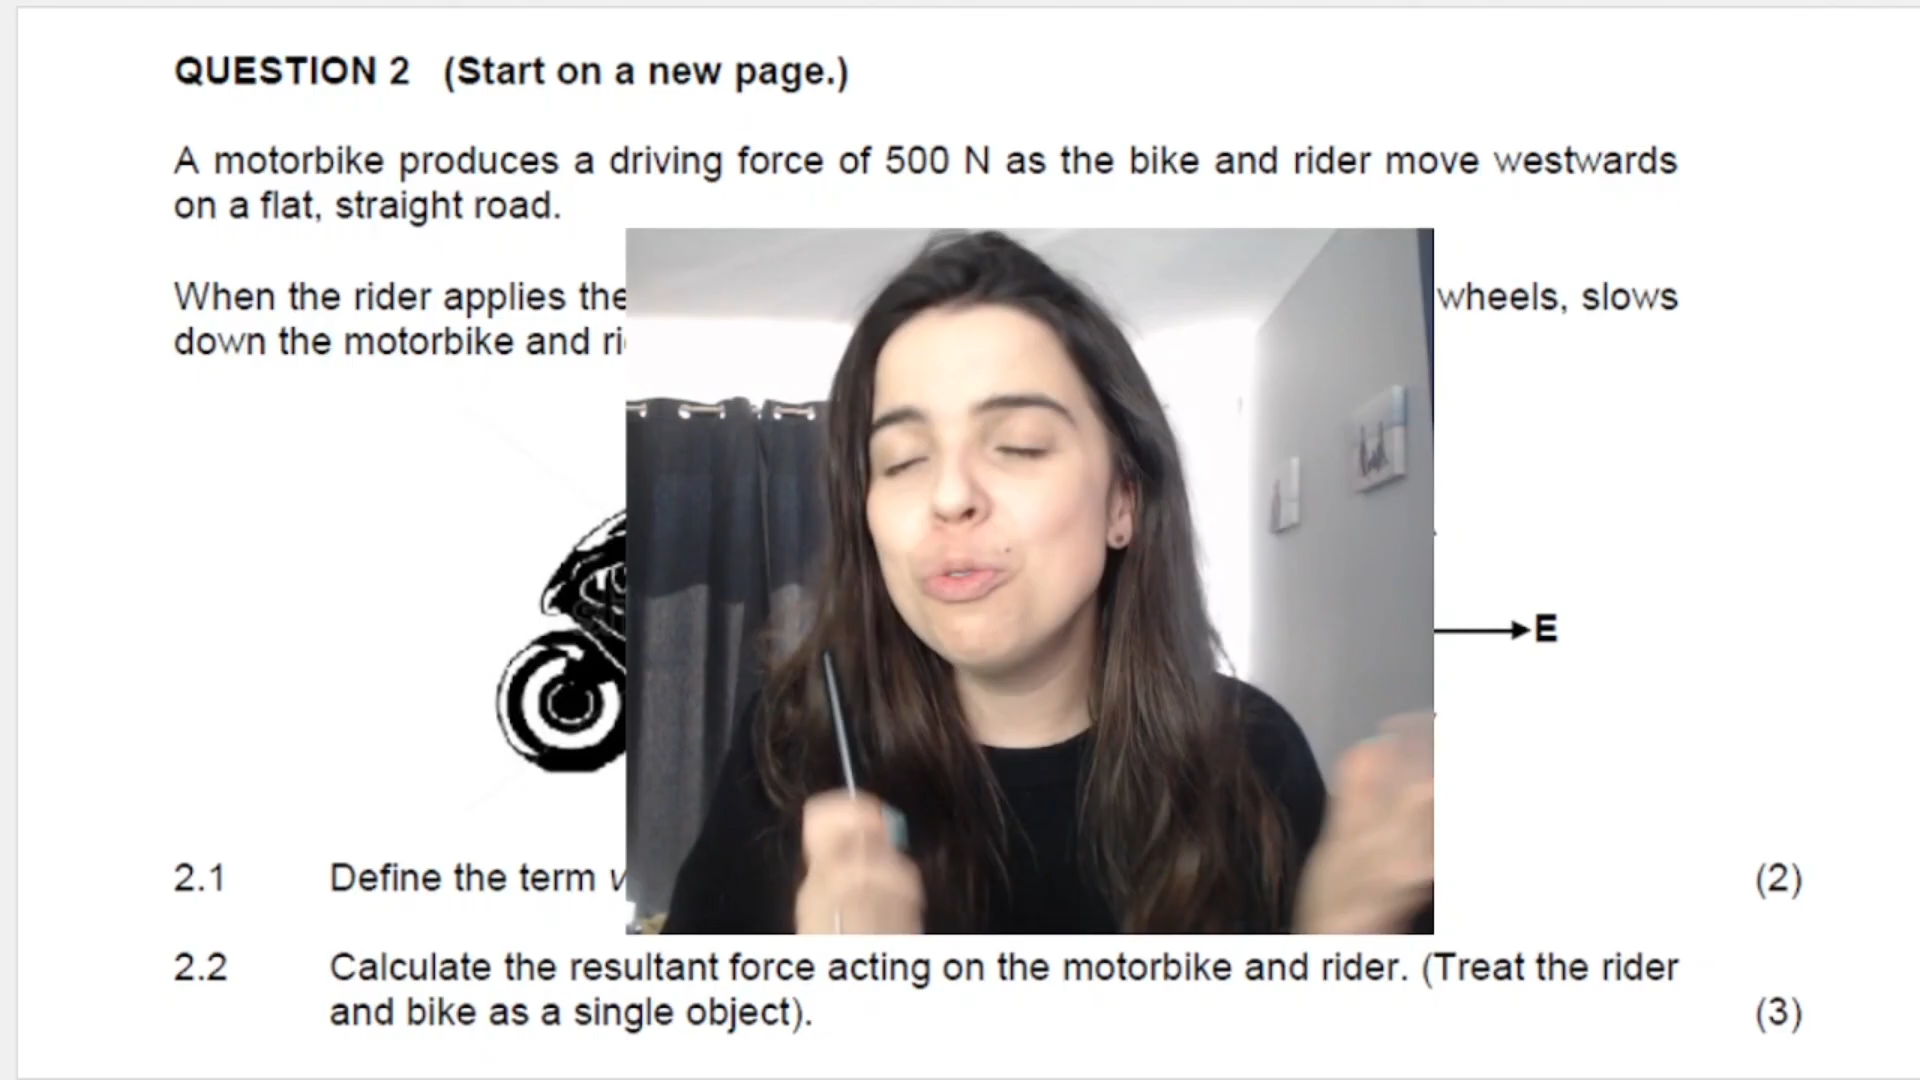 QUESTION 2 (Start on a new page.)
A motorbike produces a driving force of 500 N as the bike and rider move westwards
on a flat, straight road.
When the rider applies the wheels, slows
down the motorbike and
E
2.1 Define the term (2)
2.2 Calculate the resultant force acting on the motorbike and rider. (Treat the rider
and bike as a single object). (3)